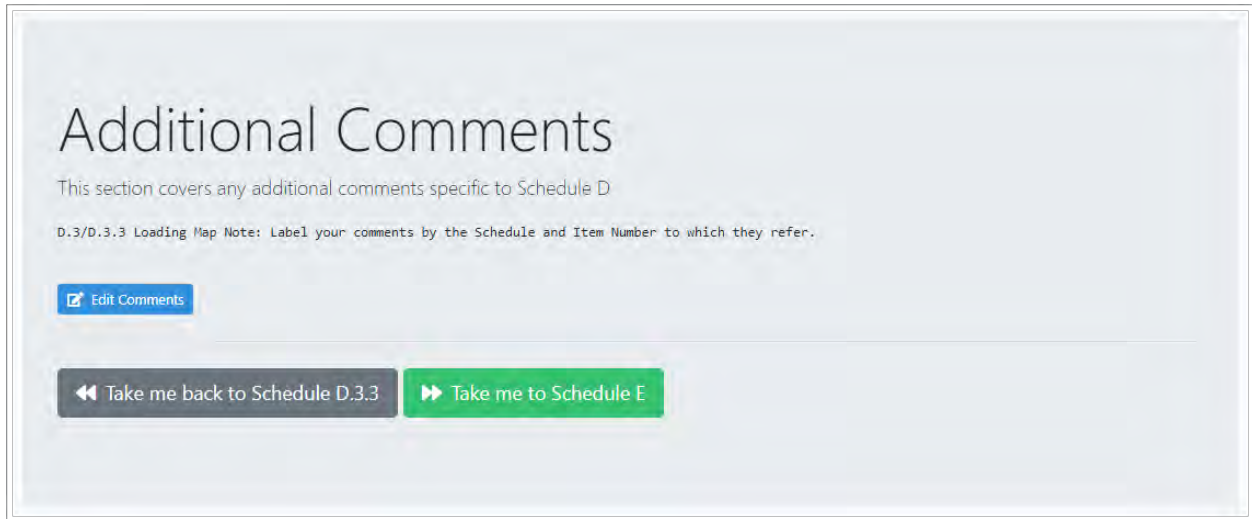 Additional Comments
This section covers any additional comments specific to Schedule D
D.3/D.3.3 Loading Map Note: Label your comments by the Schedule and Item Number to which they refer.
Edit Comments
Take me back to Schedule D.3.3 Take me to Schedule E